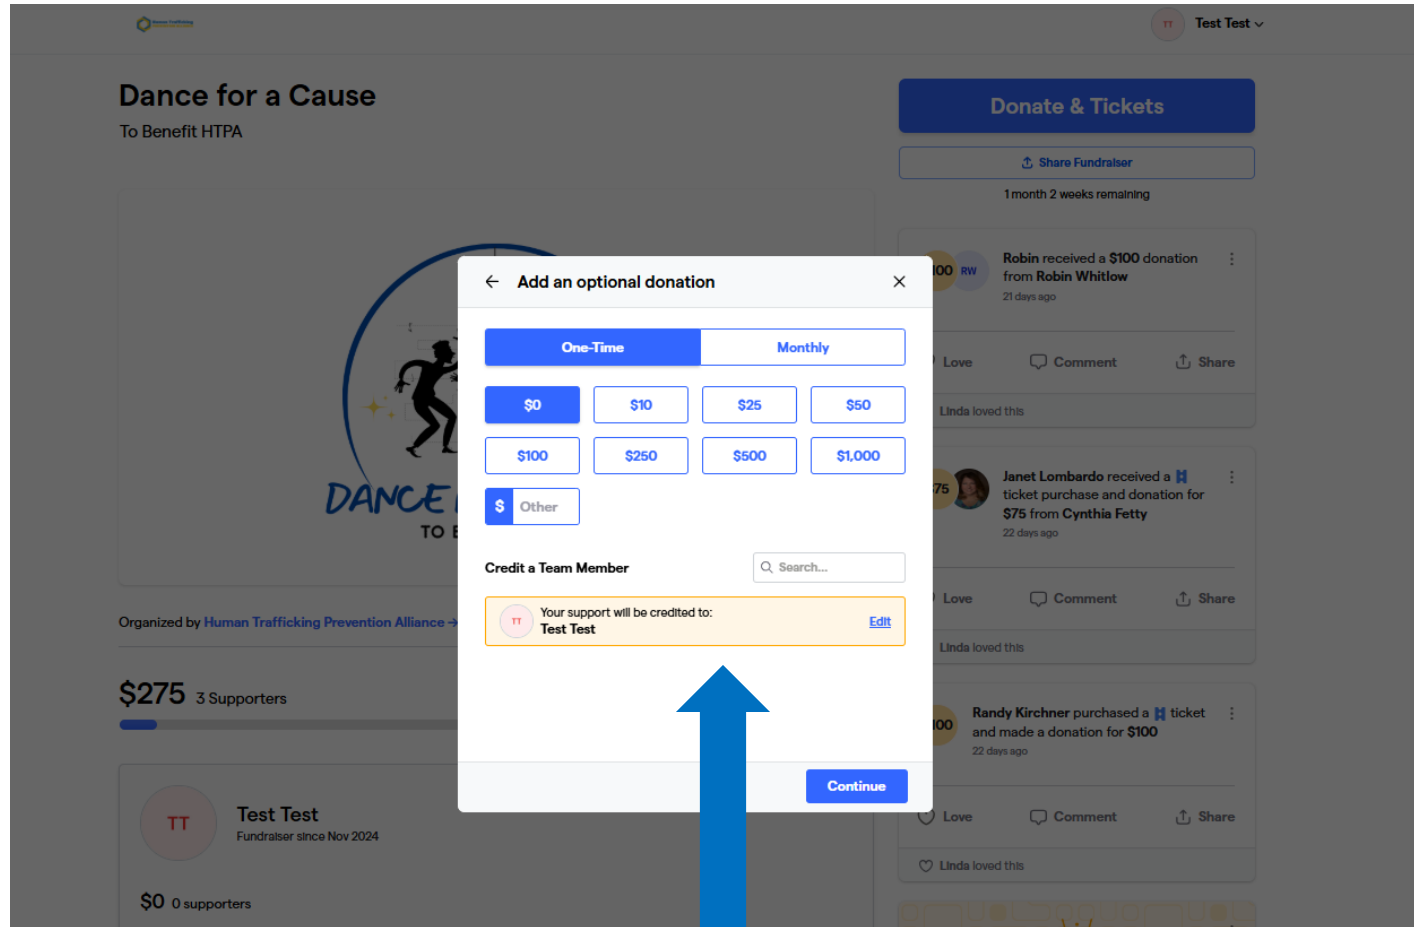 Human Trafficking
TT Test Test
Dance for a Cause
To Benefit HTPA
Donate & Tickets
Share Fundraiser
1 month 2 weeks remaining
DANCE
TO B
Organized by Human Trafficking Prevention Alliance →
$275 3 Supporters
TT
Test Test
Fundraiser since Nov 2024
$0 0 supporters
← Add an optional donation
One-Time Monthly
$0 $10 $25 $50
$100 $250 $500 $1,000
$ Other
Credit a Team Member Search...
TT
Your support will be credited to:
Test Test
Edit
Continue
00 RW
Robin received a $100 donation
from Robin Whitlow
21 days ago
Love Comment Share
Linda loved this
75
Janet Lombardo received a
ticket purchase and donation for
$75 from Cynthia Fetty
22 days ago
Love Comment Share
Linda loved this
00
Randy Kirchner purchased a ticket
and made a donation for $100
22 days ago
Love Comment Share
Linda loved this